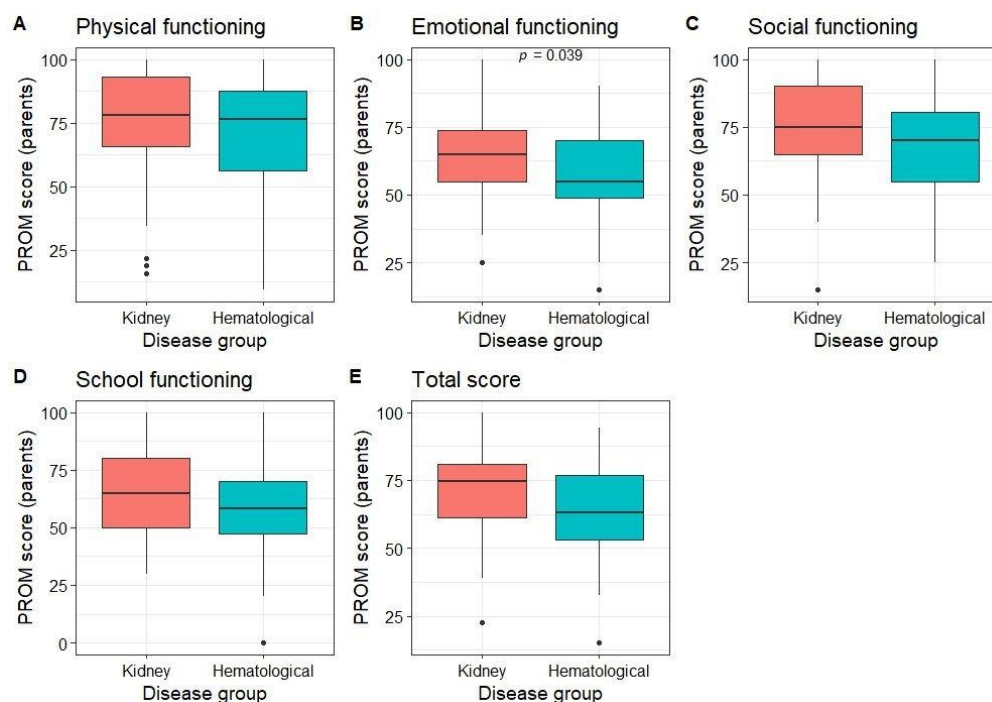 A Physical functioning
PROM score (parents)
100
75
50
25
Kidney Hematological
Disease group
B Emotional functioning
p = 0.039
PROM score (parents)
100
75
50
25
Kidney Hematological
Disease group
C Social functioning
PROM score (parents)
100
75
50
25
Kidney Hematological
Disease group
D School functioning
PROM score (parents)
100
75
50
25
0
Kidney Hematological
Disease group
E Total score
PROM score (parents)
100
75
50
25
Kidney Hematological
Disease group